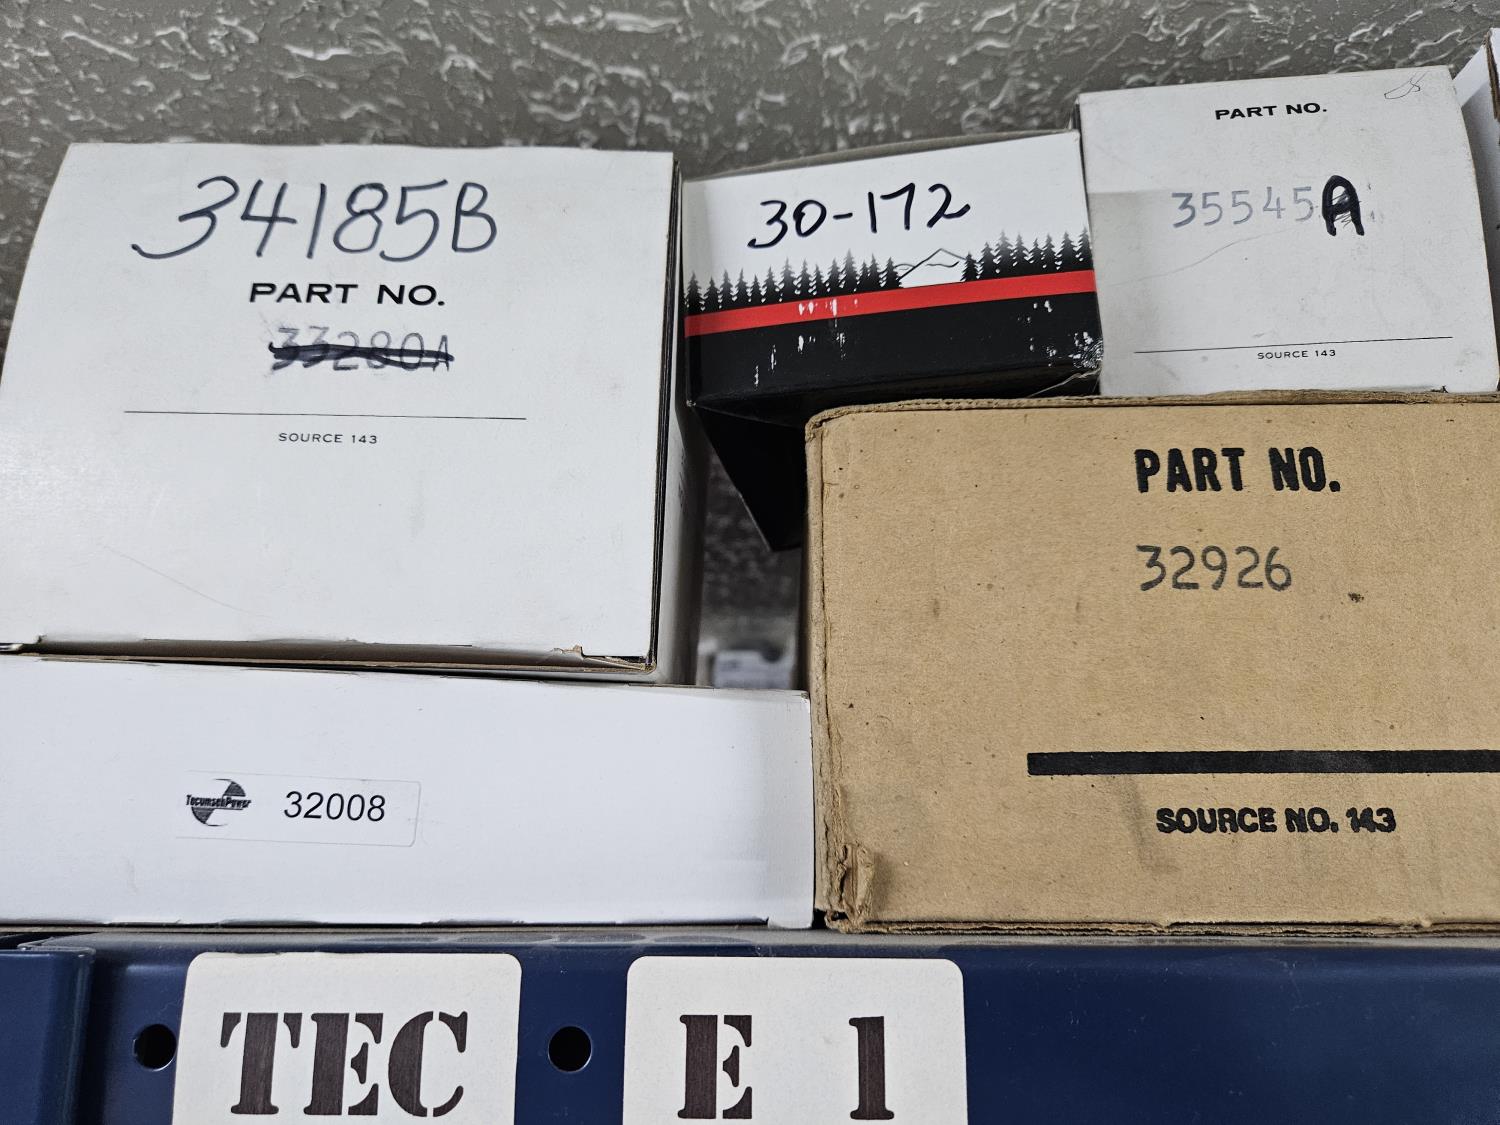 34185B
PART NO.
33280A
SOURCE 143
30-172
PART NO.
35545A
SOURCE 143
PART NO.
32926
SOURCE NO. 143
TecumsehPower 32008
TEC E 1